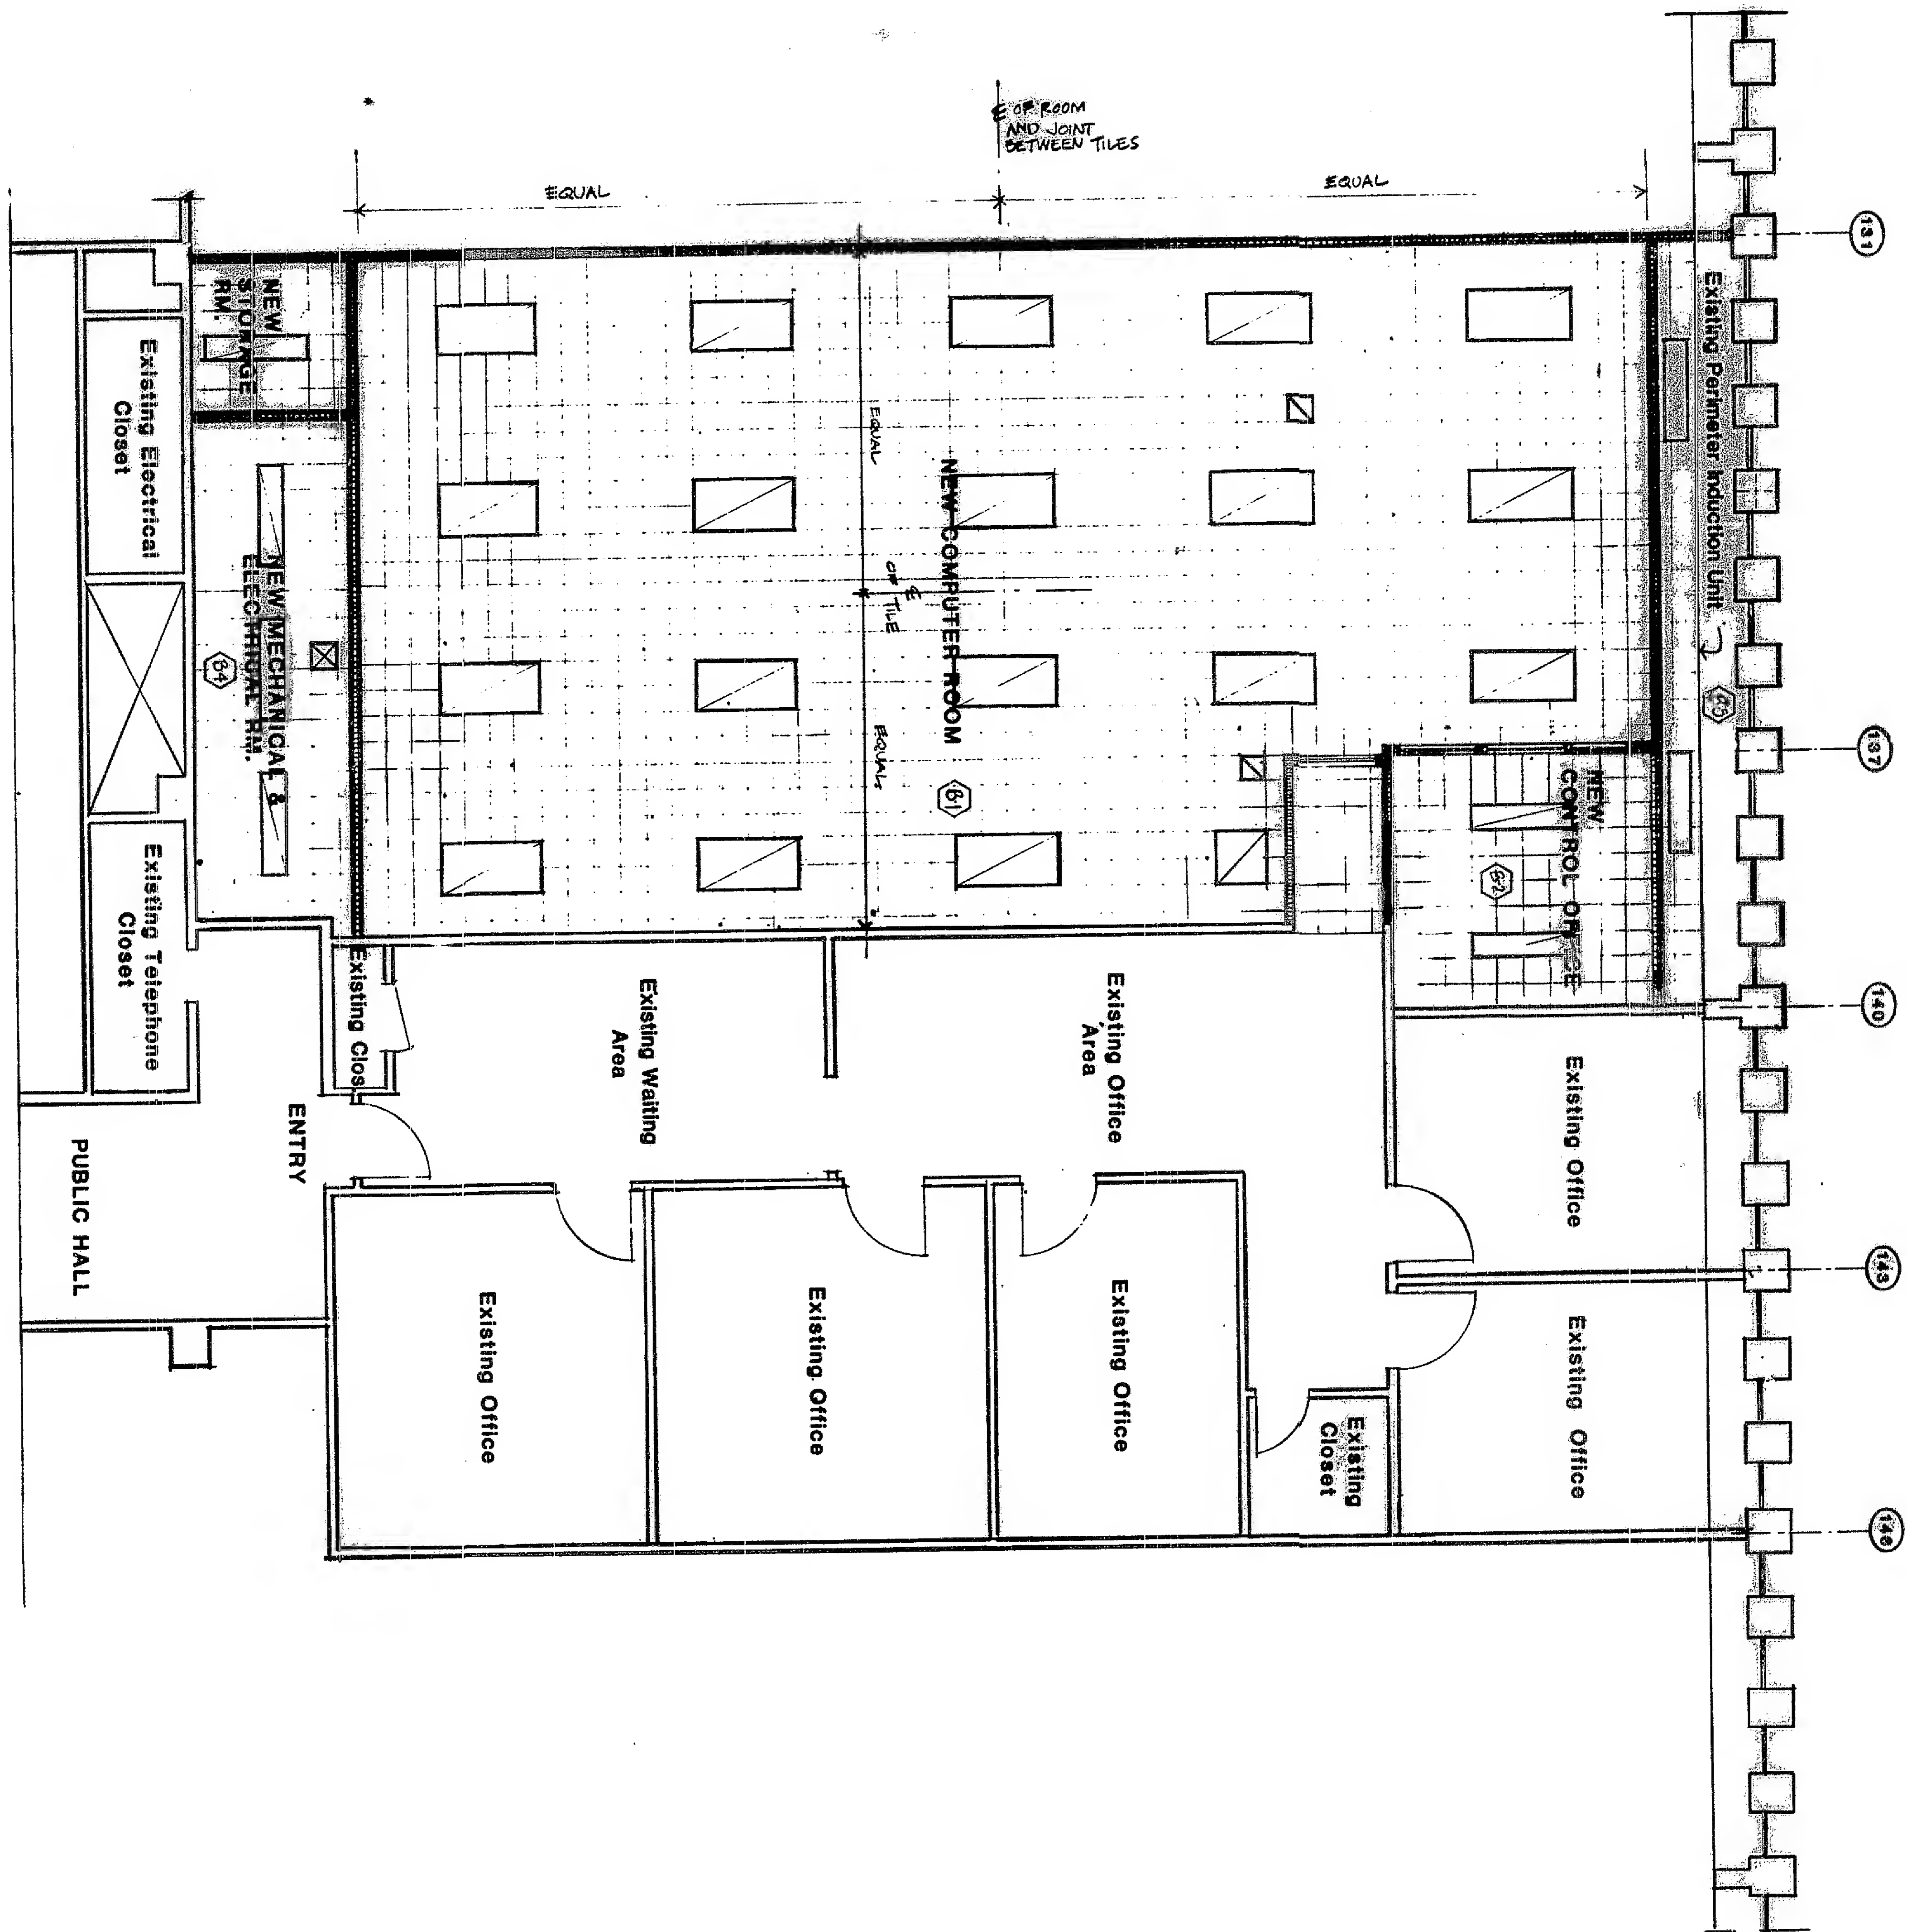 ℄ OF ROOM
AND JOINT
BETWEEN TILES
EQUAL
EQUAL
131
Existing Perimeter Induction Unit
B3
137
140
143
146
NEW
STORAGE
RM.
Existing Electrical
Closet
NEW MECHANICAL &
ELECTRICAL RM.
B4
Existing Telephone
Closet
EQUAL
NEW COMPUTER ROOM
℄
OF TILE
EQUAL
B1
NEW
CONTROL OFFICE
B2
Existing Clos
Existing Waiting
Area
Existing Office
Area
Existing Office
ENTRY
PUBLIC HALL
Existing Office
Existing Office
Existing Office
Existing
Closet
Existing Office